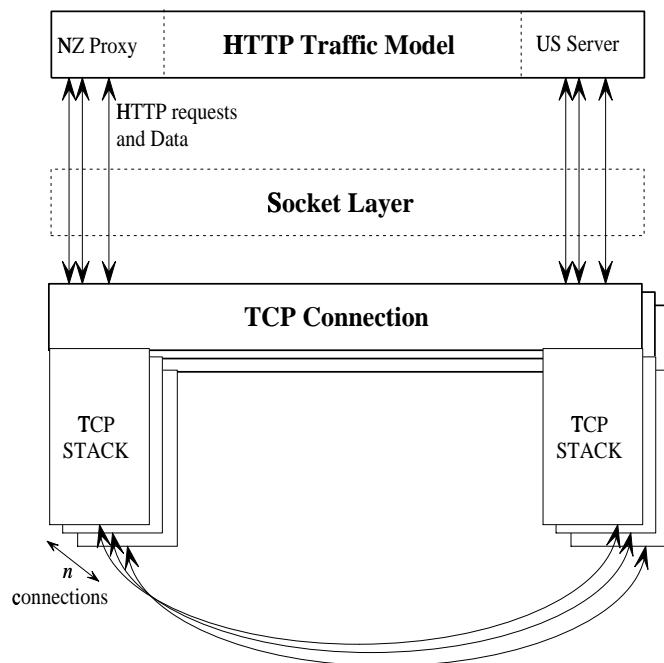 NZ Proxy
HTTP Traffic Model
US Server
HTTP requests
and Data
Socket Layer
TCP Connection
TCP
STACK
TCP
STACK
n
connections